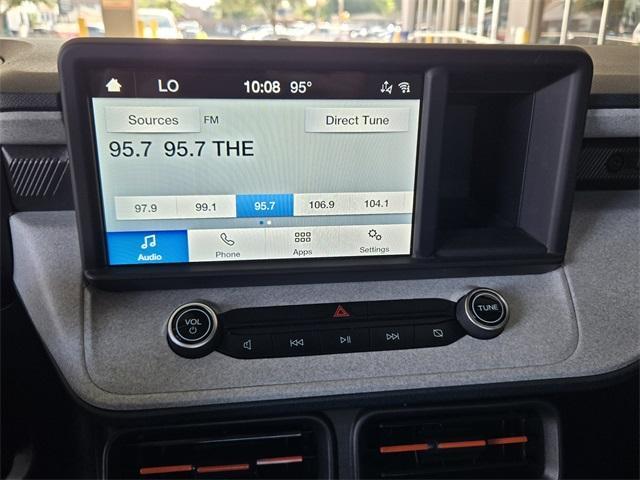 LO 10:08 95°
Sources FM Direct Tune
95.7 95.7 THE
97.9 99.1 95.7 106.9 104.1
Audio Phone Apps Settings
VOL TUNE